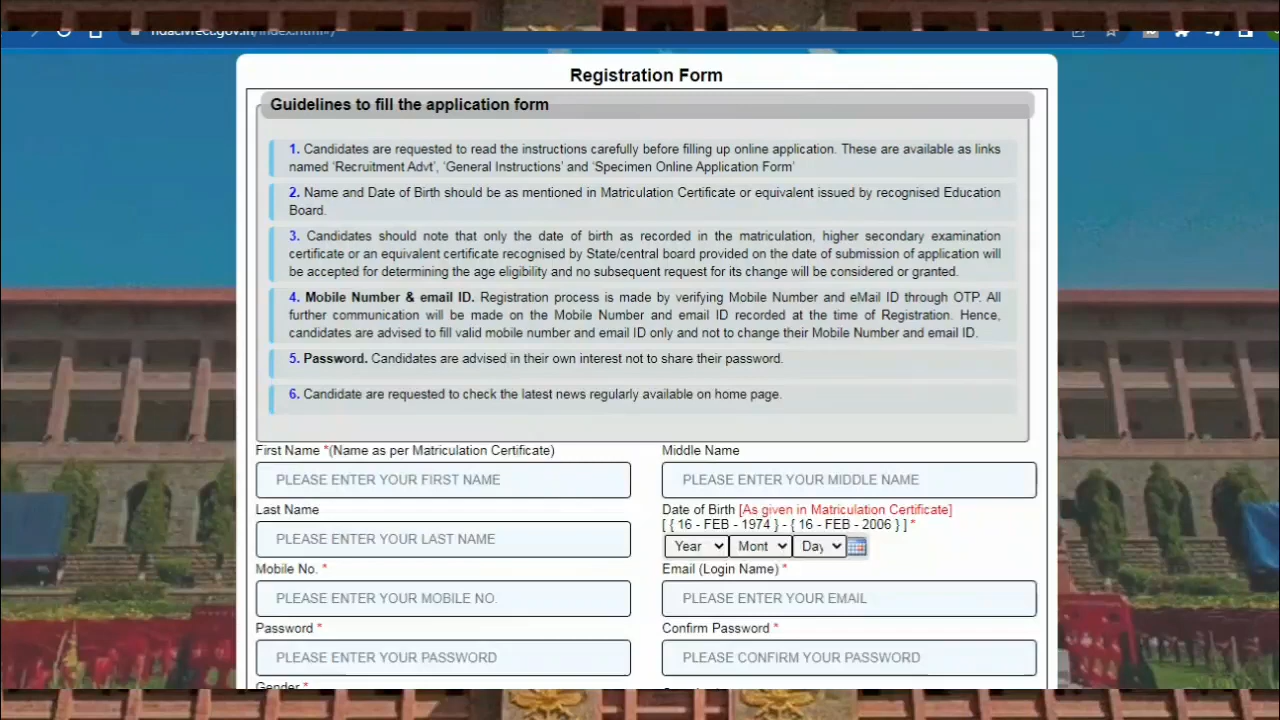 Registration Form
Guidelines to fill the application form
1. Candidates are requested to read the instructions carefully before filling up online application. These are available as links
named 'Recruitment Advt', 'General Instructions' and 'Specimen Online Application Form'
2. Name and Date of Birth should be as mentioned in Matriculation Certificate or equivalent issued by recognised Education
Board.
3. Candidates should note that only the date of birth as recorded in the matriculation, higher secondary examination
certificate or an equivalent certificate recognised by State/central board provided on the date of submission of application will
be accepted for determining the age eligibility and no subsequent request for its change will be considered or granted.
4. Mobile Number & email ID. Registration process is made by verifying Mobile Number and eMail ID through OTP. All
further communication will be made on the Mobile Number and email ID recorded at the time of Registration. Hence,
candidates are advised to fill valid mobile number and email ID only and not to change their Mobile Number and email ID.
5. Password. Candidates are advised in their own interest not to share their password.
6. Candidate are requested to check the latest news regularly available on home page.
First Name *(Name as per Matriculation Certificate)
PLEASE ENTER YOUR FIRST NAME
Middle Name
PLEASE ENTER YOUR MIDDLE NAME
Last Name
PLEASE ENTER YOUR LAST NAME
Date of Birth [As given in Matriculation Certificate]
[ { 16 - FEB - 1974 } - { 16 - FEB - 2006 } ] *
Year Mont Day
Mobile No. *
PLEASE ENTER YOUR MOBILE NO.
Email (Login Name) *
PLEASE ENTER YOUR EMAIL
Password *
PLEASE ENTER YOUR PASSWORD
Confirm Password *
PLEASE CONFIRM YOUR PASSWORD
Gender *